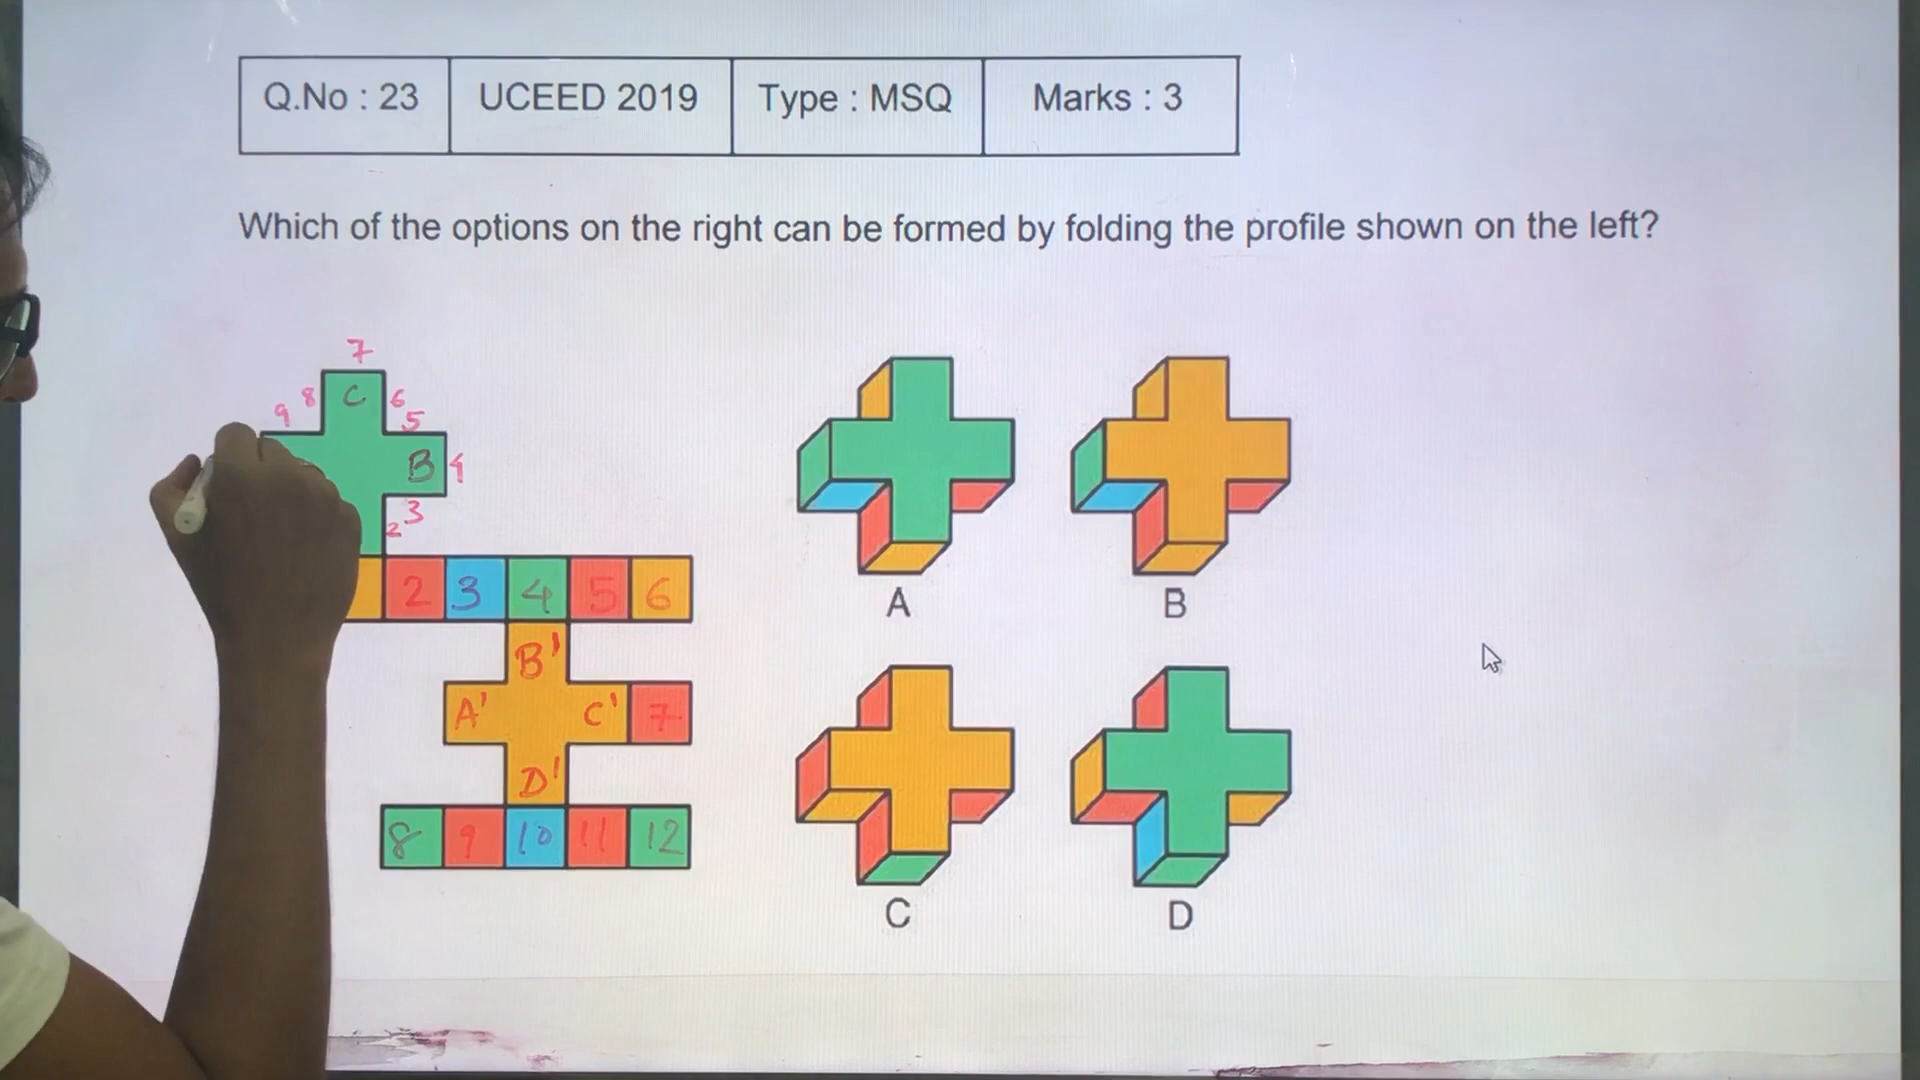 Q.No : 23 UCEED 2019 Type : MSQ Marks : 3
Which of the options on the right can be formed by folding the profile shown on the left?
7
C
8
6
9
5
B
4
3
2
2 3 4 5 6
B'
A' C' 7
D'
8 9 10 11 12
A
B
C
D